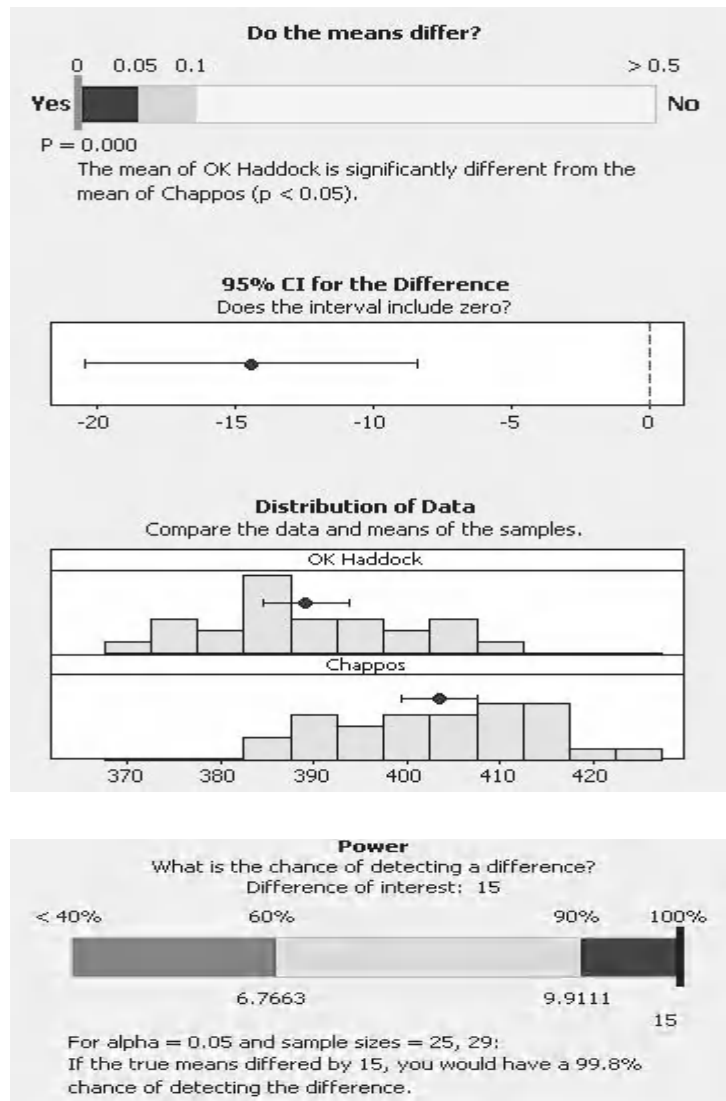 Do the means differ?
0 0.05 0.1 > 0.5
Yes No
P = 0.000
The mean of OK Haddock is significantly different from the
mean of Chappos (p < 0.05).
95% CI for the Difference
Does the interval include zero?
-20 -15 -10 -5 0
Distribution of Data
Compare the data and means of the samples.
OK Haddock
Chappos
370 380 390 400 410 420
Power
What is the chance of detecting a difference?
Difference of interest: 15
< 40% 60% 90% 100%
6.7663 9.9111
15
For alpha = 0.05 and sample sizes = 25, 29:
If the true means differed by 15, you would have a 99.8%
chance of detecting the difference.